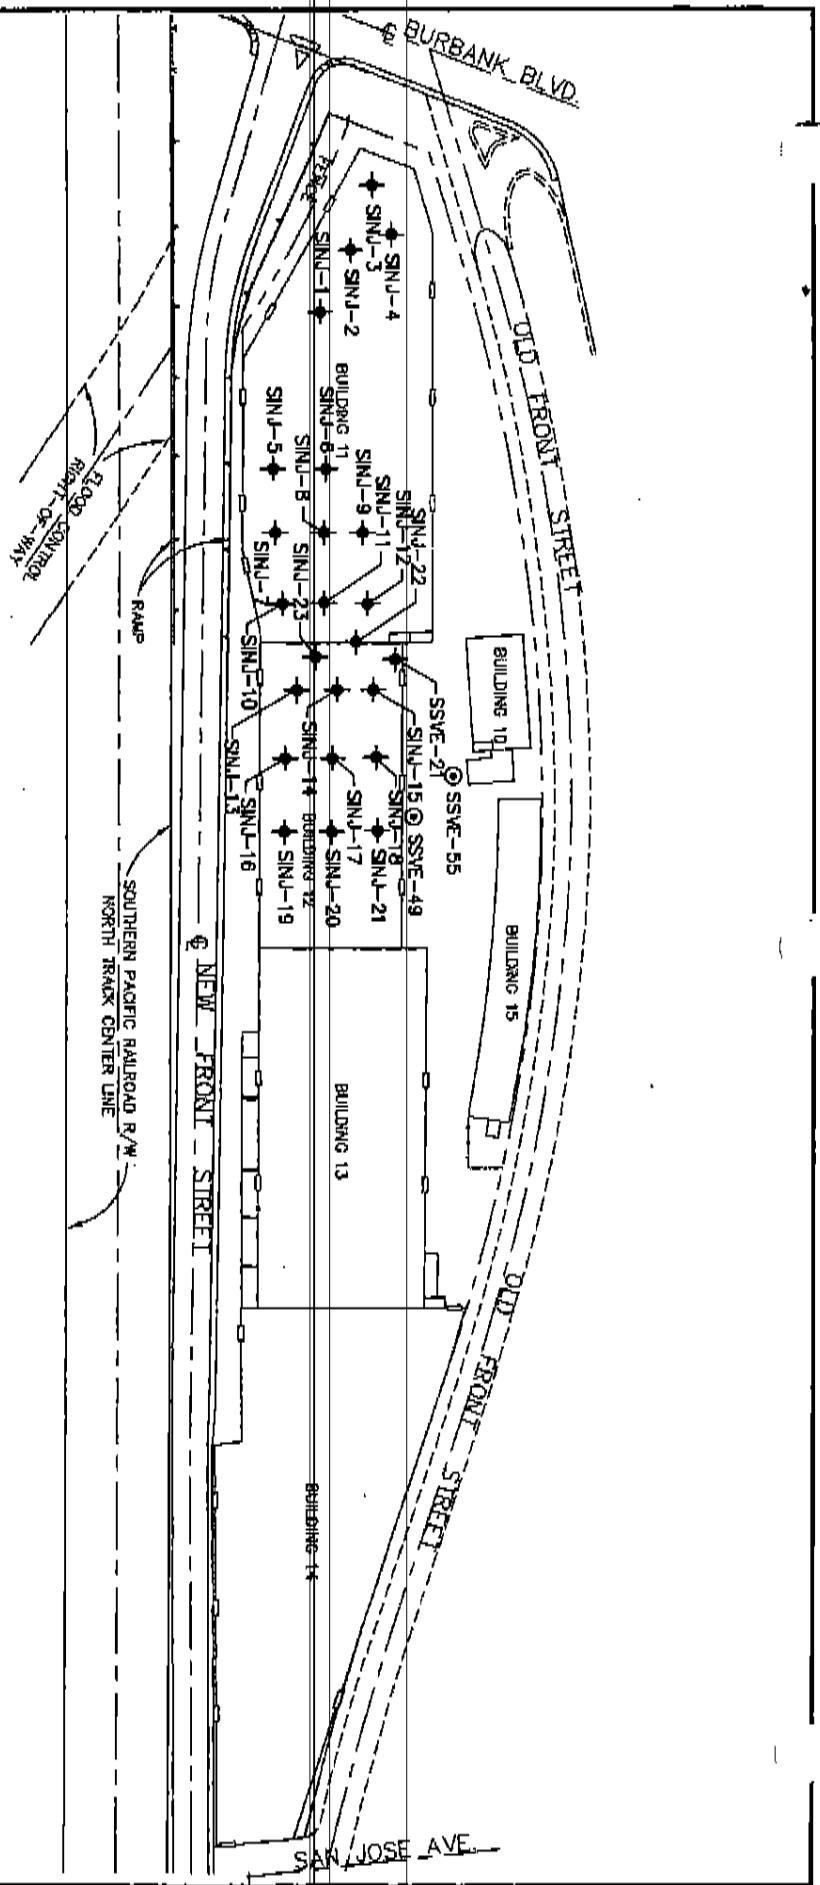 ℄ BURBANK BLVD.
FENCE
SINJ-3
SINJ-4
SINJ-2
SINJ-1
OLD FRONT STREET
BUILDING 11
SINJ-5
SINJ-6
SINJ-8
SINJ-9
SINJ-11
SINJ-12
SINJ-22
SINJ-23
SINJ-
FLOOD CONTROL
RIGHT-OF-WAY
RAMP
SINJ-10
BUILDING 10
SSVE-21
SINJ-13
SINJ-14
SINJ-15
SSVE-55
SINJ-16
SINJ-17
SINJ-18
SSVE-49
BUILDING 12
SINJ-19
SINJ-20
SINJ-21
BUILDING 15
SOUTHERN PACIFIC RAILROAD R/W
NORTH TRACK CENTER LINE
℄ NEW FRONT STREET
BUILDING 13
OLD FRONT STREET
BUILDING 14
SAN JOSE AVE.